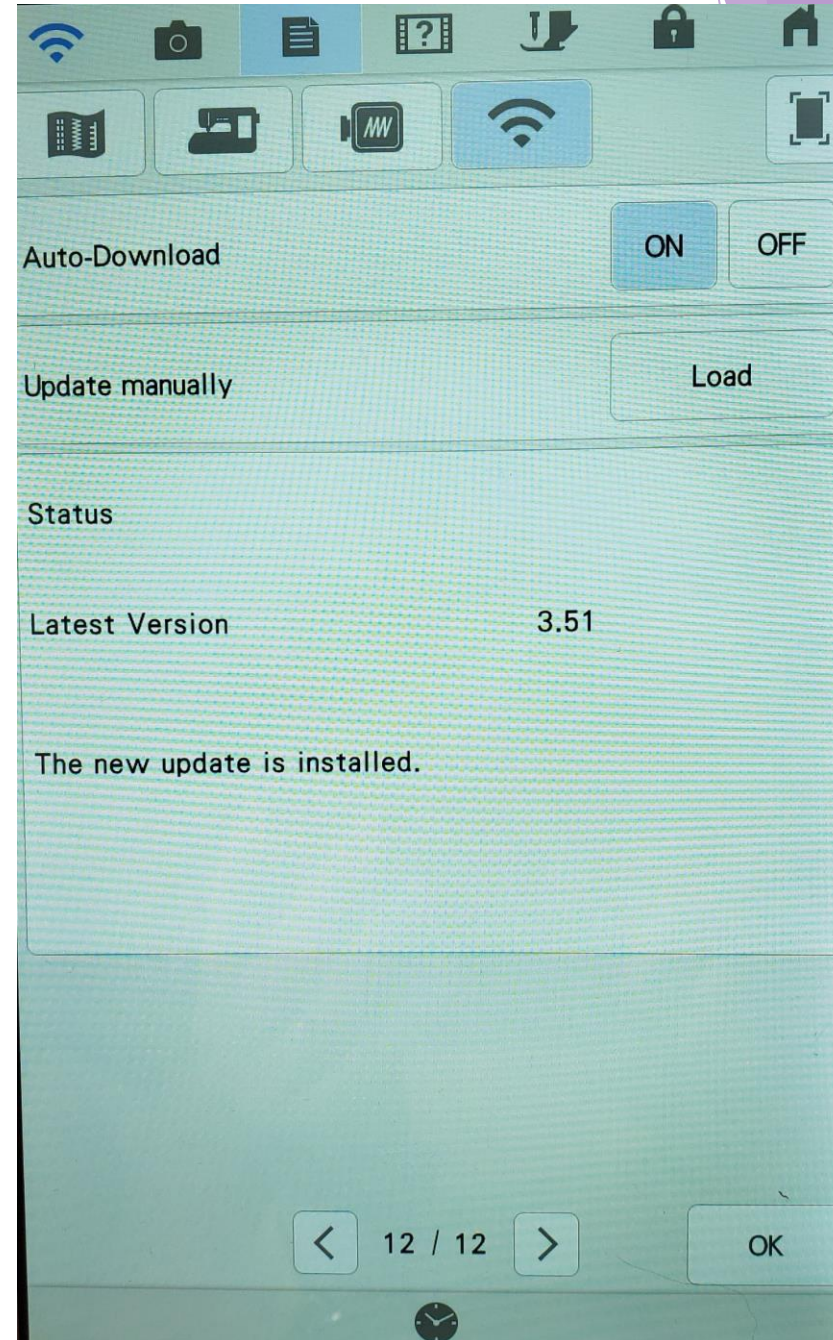 ?
Auto-Download ON OFF
Update manually Load
Status
Latest Version 3.51
The new update is installed.
< 12 / 12 > OK